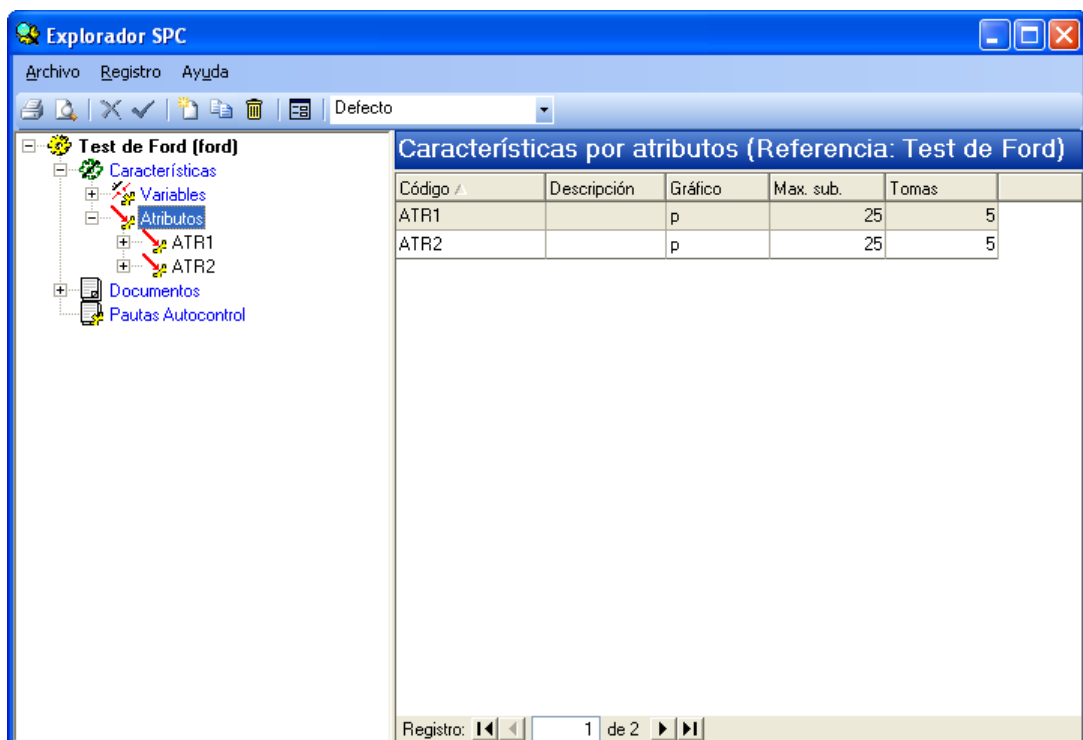 Explorador SPC
Archivo Registro Ayuda
Defecto
Test de Ford (ford)
Características
Variables
Atributos
ATR1
ATR2
Documentos
Pautas Autocontrol
Características por atributos (Referencia: Test de Ford)
Código Descripción Gráfico Max. sub. Tomas
ATR1 p 25 5
ATR2 p 25 5
Registro: 1 de 2